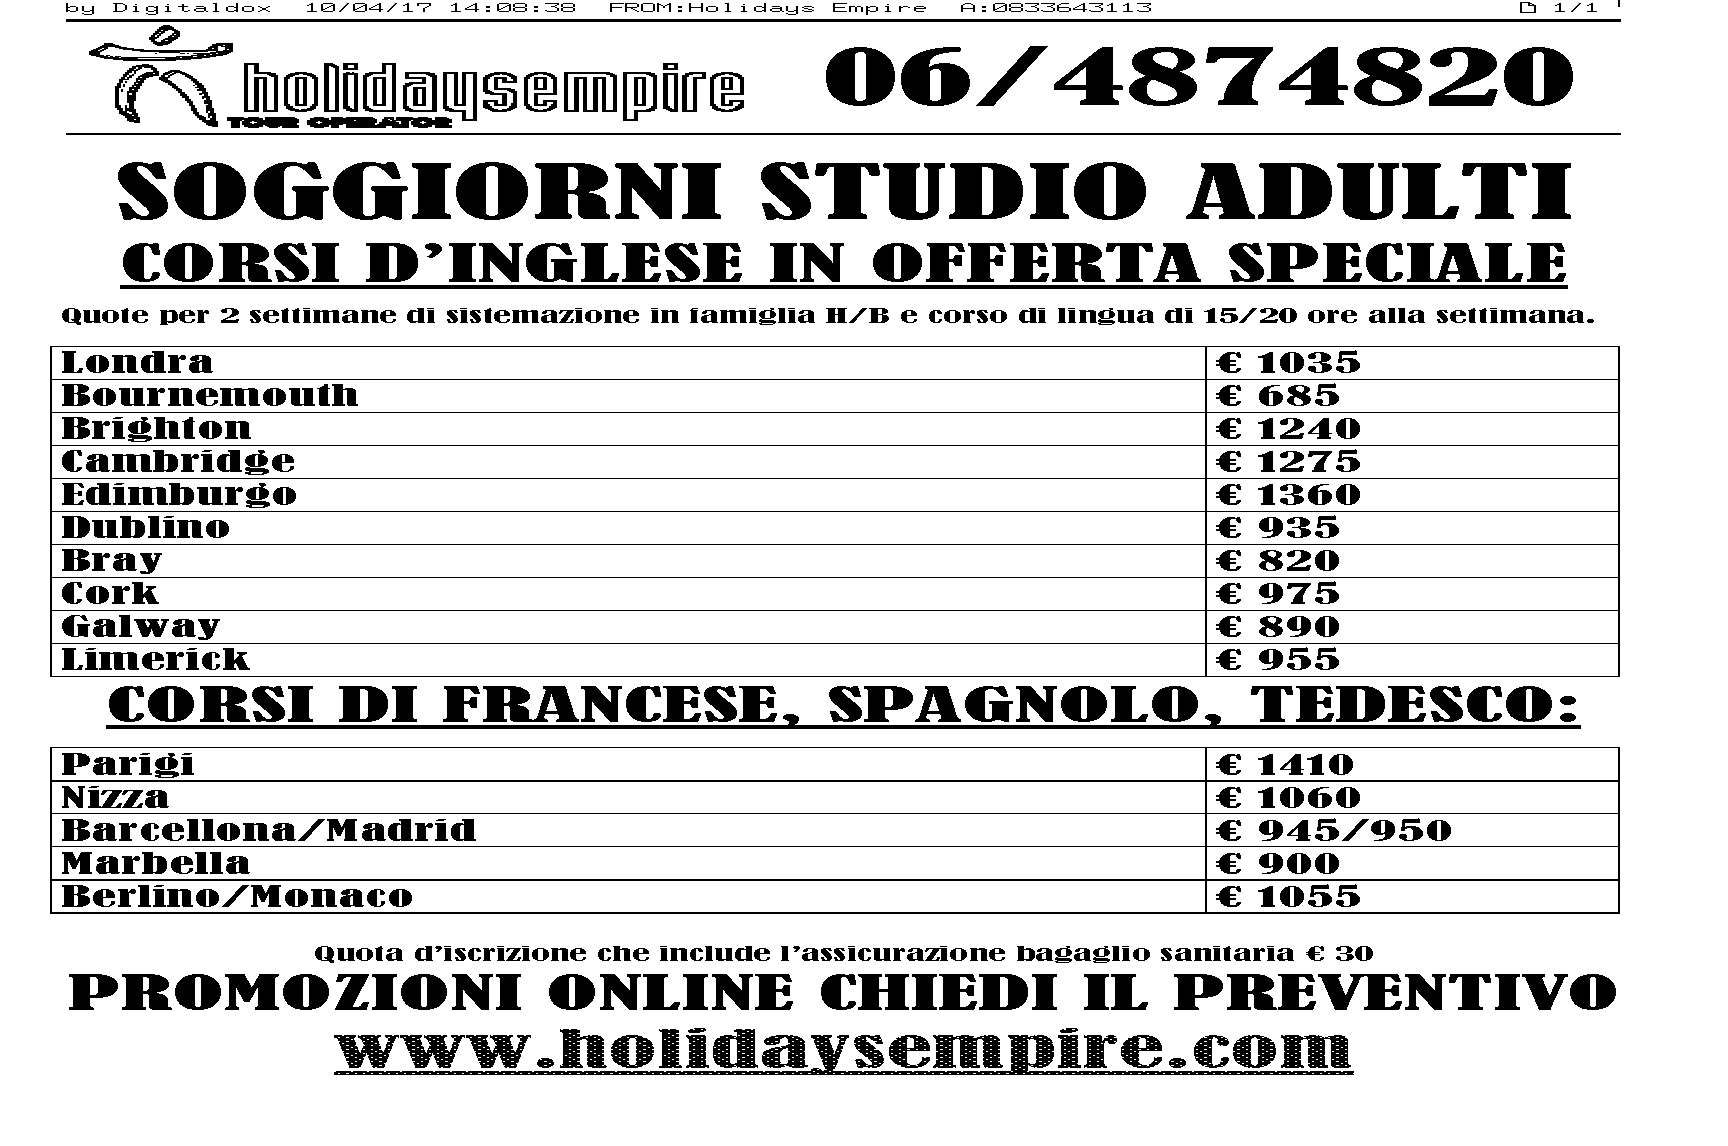 by Digitaldox 10/04/17 14:08:38 FROM:Holidays Empire A:0833643113 1/1
holidaysempire 06/4874820
TOUR OPERATOR
SOGGIORNI STUDIO ADULTI
CORSI D'INGLESE IN OFFERTA SPECIALE
Quote per 2 settimane di sistemazione in famiglia H/B e corso di lingua di 15/20 ore alla settimana.
Londra € 1035
Bournemouth € 685
Brighton € 1240
Cambridge € 1275
Edimburgo € 1360
Dublino € 935
Bray € 820
Cork € 975
Galway € 890
Limerick € 955
CORSI DI FRANCESE, SPAGNOLO, TEDESCO:
Parigi € 1410
Nizza € 1060
Barcellona/Madrid € 945/950
Marbella € 900
Berlino/Monaco € 1055
Quota d'iscrizione che include l'assicurazione bagaglio sanitaria € 30
PROMOZIONI ONLINE CHIEDI IL PREVENTIVO
www.holidaysempire.com